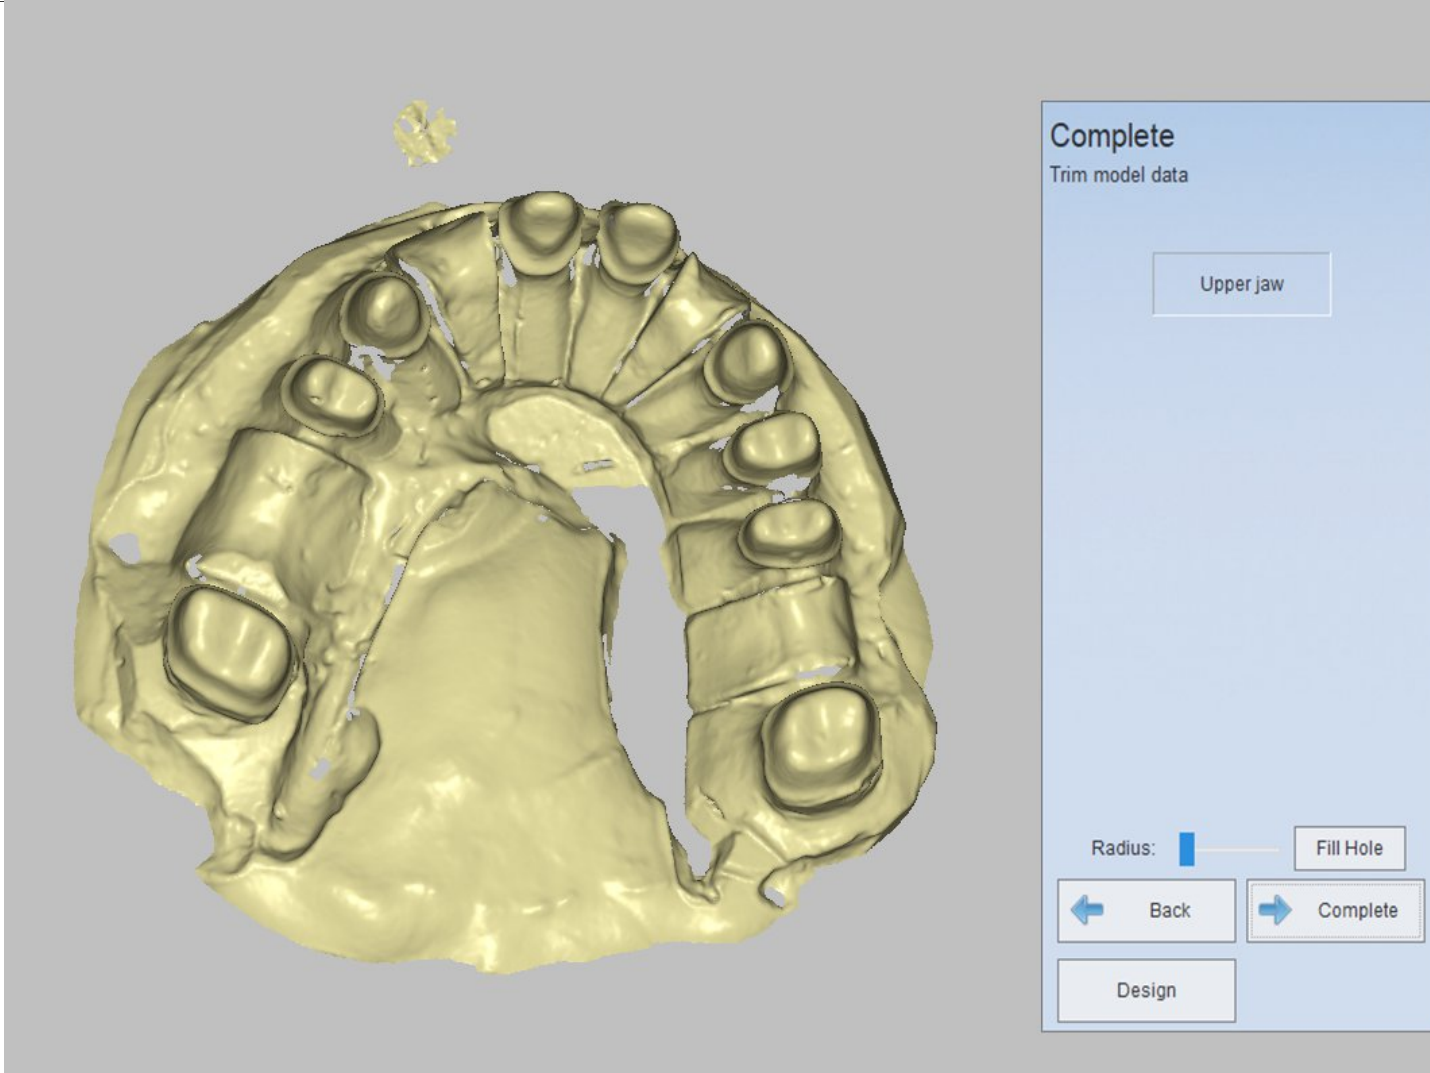 Complete
Trim model data
Upper jaw
Radius:
Fill Hole
Back
Complete
Design